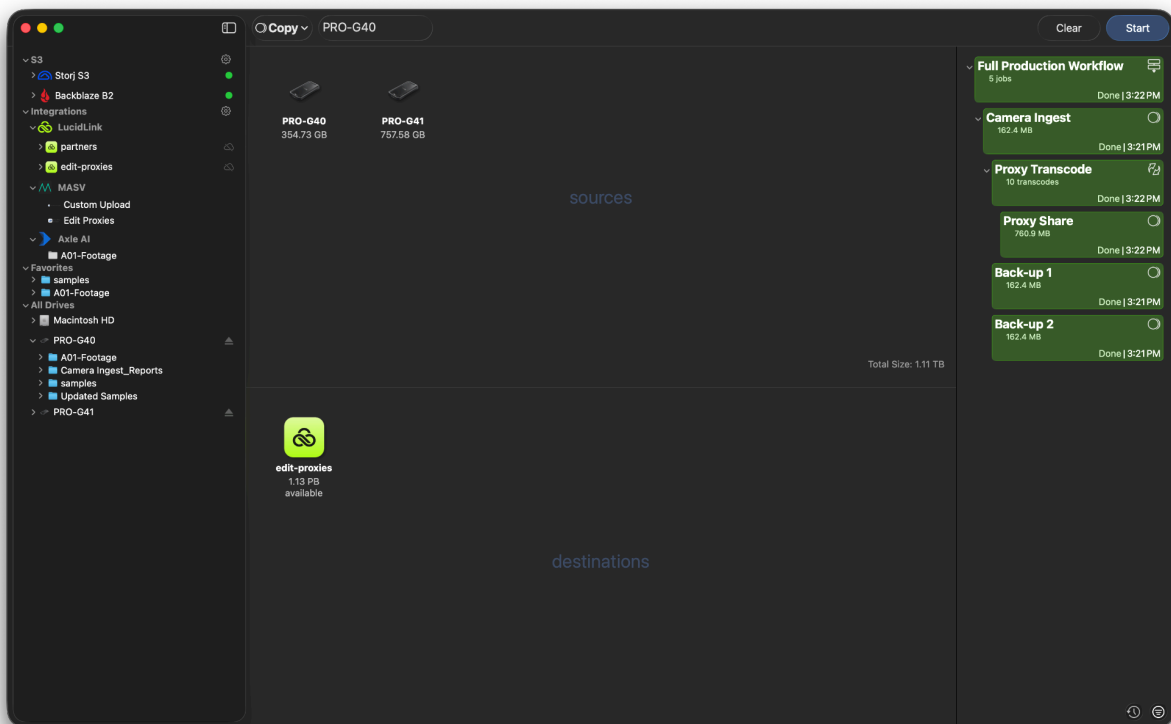 Copy
PRO-G40
Clear
Start
S3
Storj S3
Backblaze B2
Integrations
LucidLink
partners
edit-proxies
MASV
Custom Upload
Edit Proxies
Axle AI
A01-Footage
Favorites
samples
A01-Footage
All Drives
Macintosh HD
PRO-G40
A01-Footage
Camera Ingest_Reports
samples
Updated Samples
PRO-G41
PRO-G40
354.73 GB
PRO-G41
757.58 GB
sources
Total Size: 1.11 TB
edit-proxies
1.13 PB
available
destinations
Full Production Workflow
5 jobs
Done | 3:22 PM
Camera Ingest
162.4 MB
Done | 3:21 PM
Proxy Transcode
10 transcodes
Done | 3:22 PM
Proxy Share
760.9 MB
Done | 3:22 PM
Back-up 1
162.4 MB
Done | 3:21 PM
Back-up 2
162.4 MB
Done | 3:21 PM